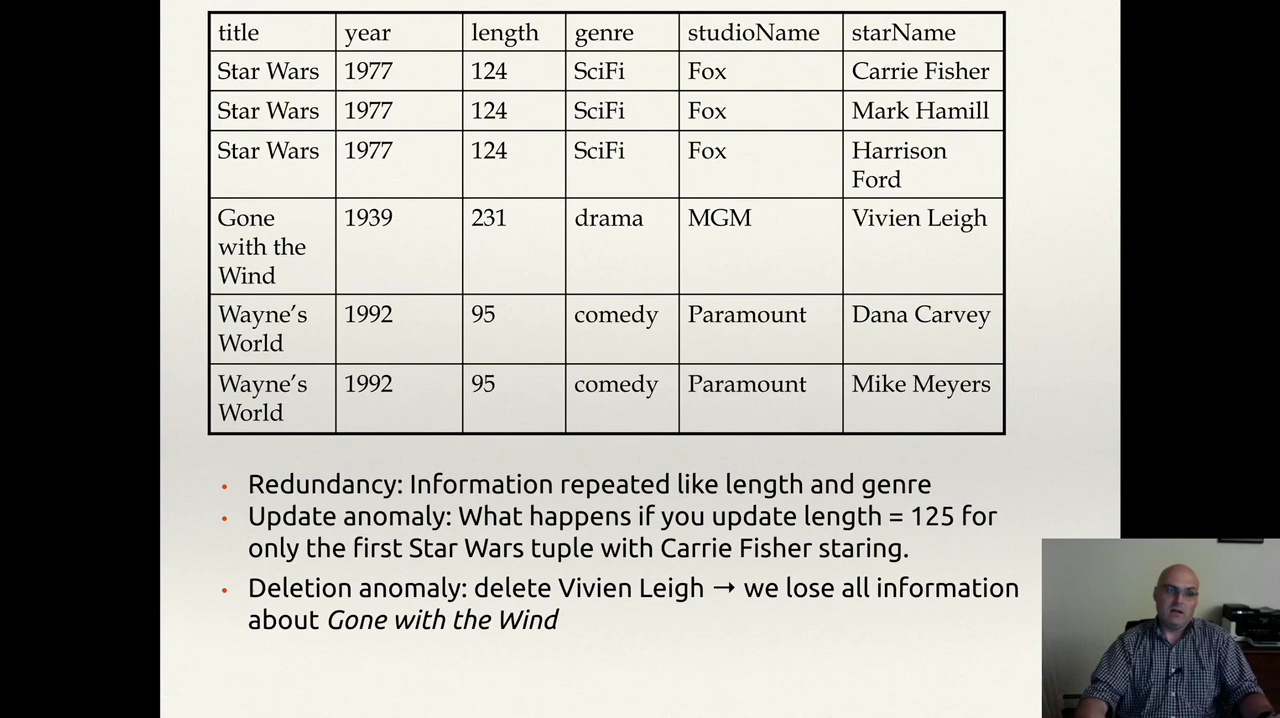 title year length genre studioName starName
Star Wars 1977 124 SciFi Fox Carrie Fisher
Star Wars 1977 124 SciFi Fox Mark Hamill
Star Wars 1977 124 SciFi Fox Harrison
Ford
Gone 1939 231 drama MGM Vivien Leigh
with the
Wind
Wayne’s 1992 95 comedy Paramount Dana Carvey
World
Wayne’s 1992 95 comedy Paramount Mike Meyers
World
• Redundancy: Information repeated like length and genre
• Update anomaly: What happens if you update length = 125 for
only the first Star Wars tuple with Carrie Fisher staring.
• Deletion anomaly: delete Vivien Leigh → we lose all information
about Gone with the Wind